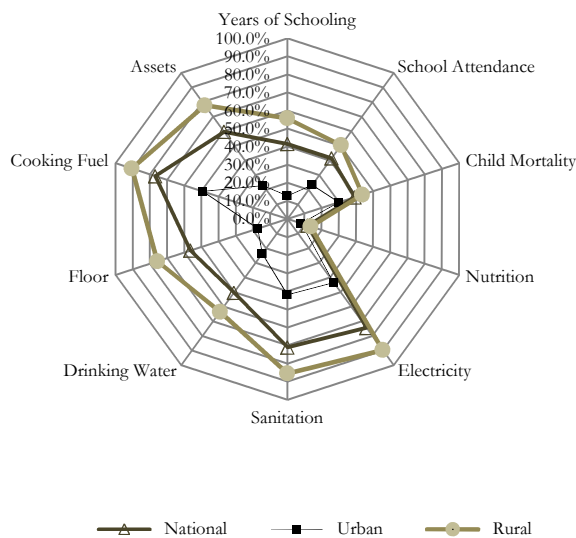 Years of Schooling
100.0%
90.0%
80.0%
70.0%
60.0%
50.0%
40.0%
30.0%
20.0%
10.0%
0.0%
School Attendance
Child Mortality
Nutrition
Electricity
Sanitation
Drinking Water
Floor
Cooking Fuel
Assets
National Urban Rural